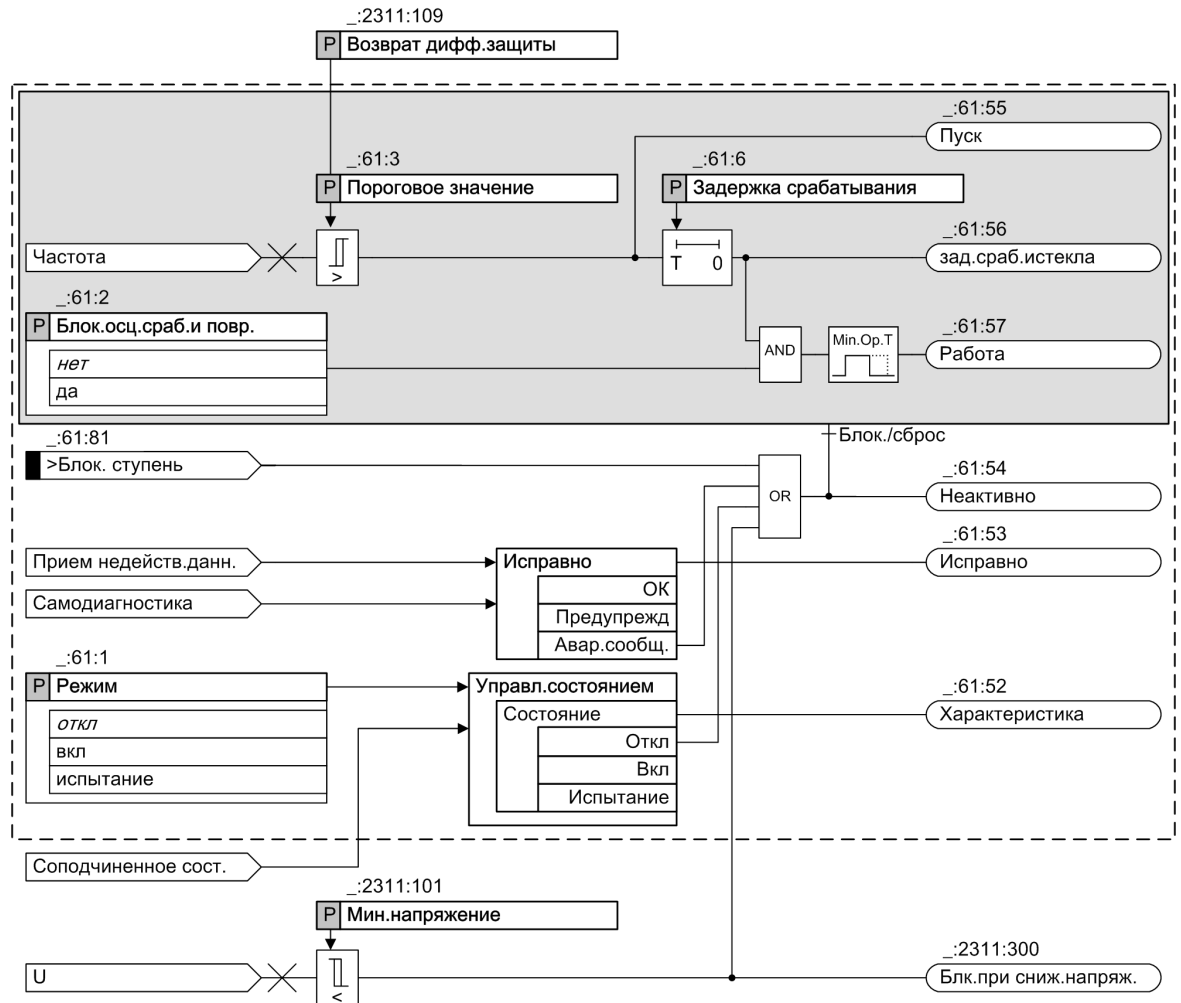 _:2311:109
P Возврат дифф.защиты
_:61:55
Пуск
_:61:3
P Пороговое значение
_:61:6
P Задержка срабатывания
_:61:56
Частота
>
T 0
зад.сраб.истекла
_:61:2
P Блок.осц.сраб.и повр.
нет
да
AND
Min.Op.T
_:61:57
Работа
Блок./сброс
_:61:81
>Блок. ступень
OR
_:61:54
Неактивно
_:61:53
Исправно
Прием недейств.данн.
Самодиагностика
Исправно
ОК
Предупрежд
Авар.сообщ.
_:61:1
P Режим
откл
вкл
испытание
Управл.состоянием
Состояние
Откл
Вкл
Испытание
_:61:52
Характеристика
Соподчиненное сост.
_:2311:101
P Мин.напряжение
U
<
_:2311:300
Блк.при сниж.напряж.